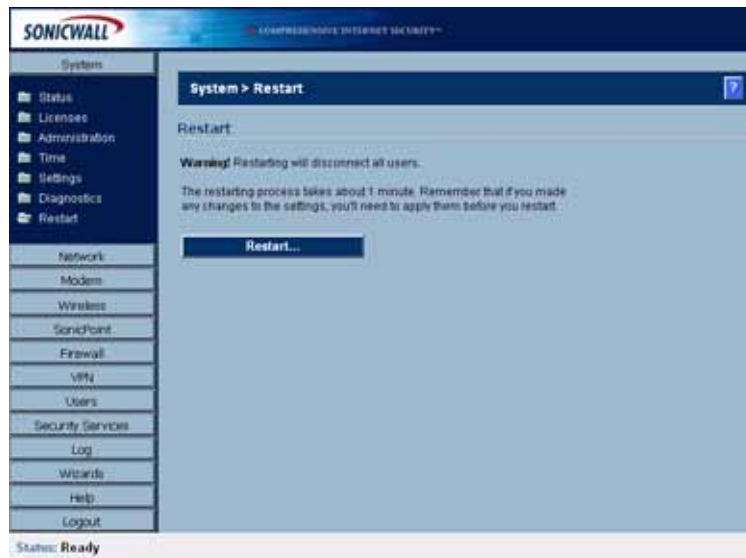 SONICWALL
COMPREHENSIVE INTERNET SECURITY™
System
Status
Licenses
Administration
Time
Settings
Diagnostics
Restart
Network
Modem
Wireless
SonicPoint
Firewall
VPN
Users
Security Services
Log
Wizards
Help
Logout
System > Restart
?
Restart
Warning! Restarting will disconnect all users.
The restarting process takes about 1 minute. Remember that if you made
any changes to the settings, you'll need to apply them before you restart.
Restart...
Status: Ready